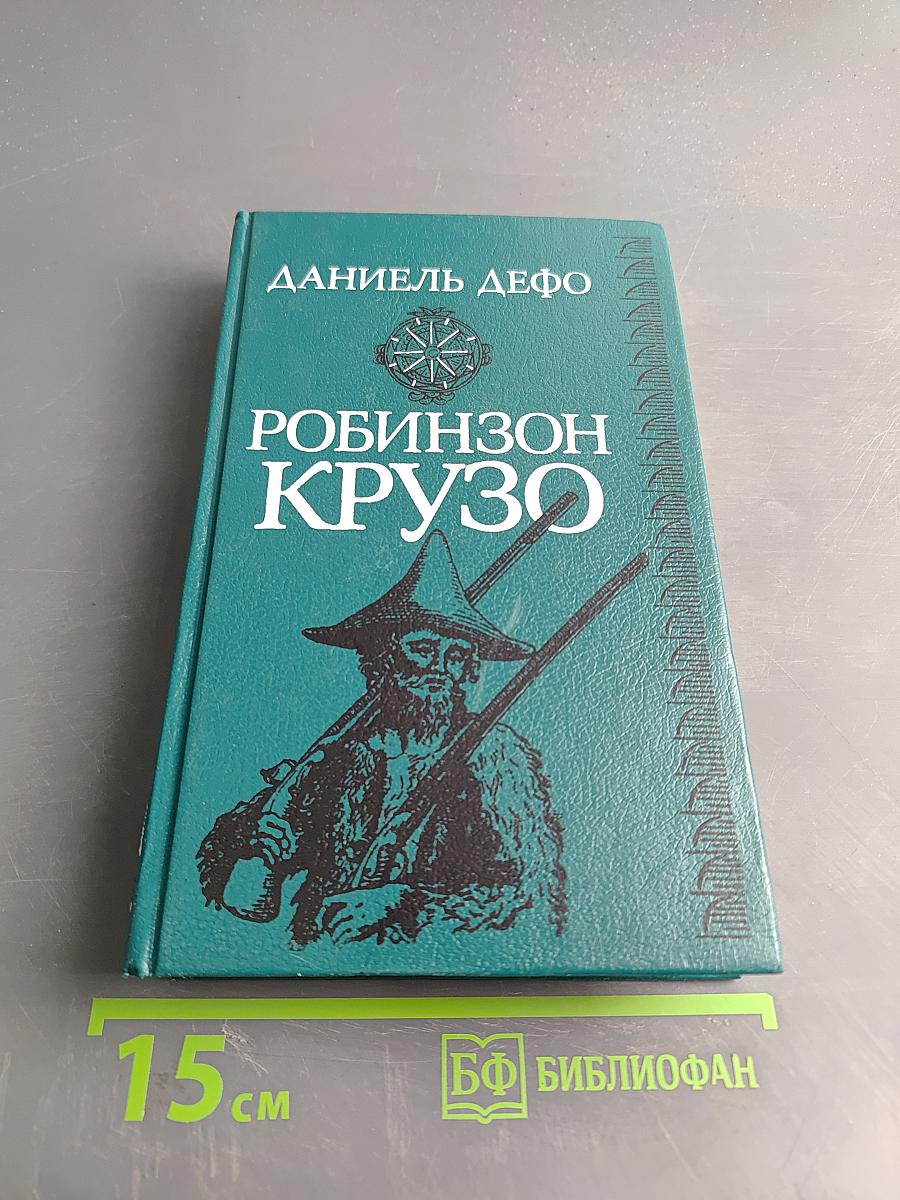 ДАНИЕЛЬ ДЕФО
РОБИНЗОН
КРУЗО
15 см
БФ БИБЛИОФАН